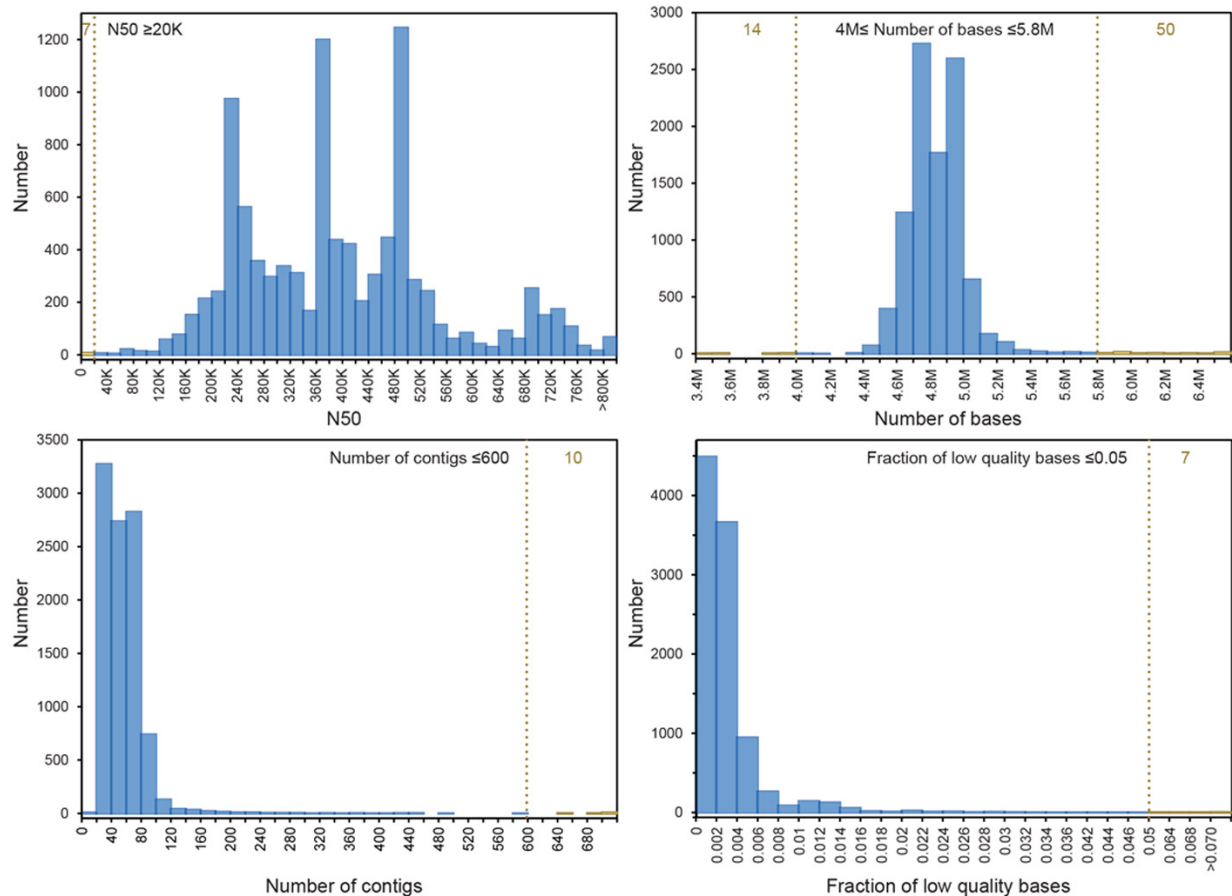 7 N50 ≥20K
1200
1000
800
600
400
200
0
Number
0 40K 80K 120K 160K 200K 240K 280K 320K 360K 400K 440K 480K 520K 560K 600K 640K 680K 720K 760K >800K
N50
14 4M≤ Number of bases ≤5.8M 50
3000
2500
2000
1500
1000
500
0
Number
3.4M 3.6M 3.8M 4.0M 4.2M 4.4M 4.6M 4.8M 5.0M 5.2M 5.4M 5.6M 5.8M 6.0M 6.2M 6.4M
Number of bases
Number of contigs ≤600 10
3500
3000
2500
2000
1500
1000
500
0
Number
0 40 80 120 160 200 240 280 320 360 400 440 480 520 560 600 640 680
Number of contigs
Fraction of low quality bases ≤0.05 7
4000
3000
2000
1000
0
Number
0 0.002 0.004 0.006 0.008 0.01 0.012 0.014 0.016 0.018 0.02 0.022 0.024 0.026 0.028 0.03 0.032 0.034 0.036 0.042 0.044 0.046 0.05 0.064 0.068 >0.070
Fraction of low quality bases